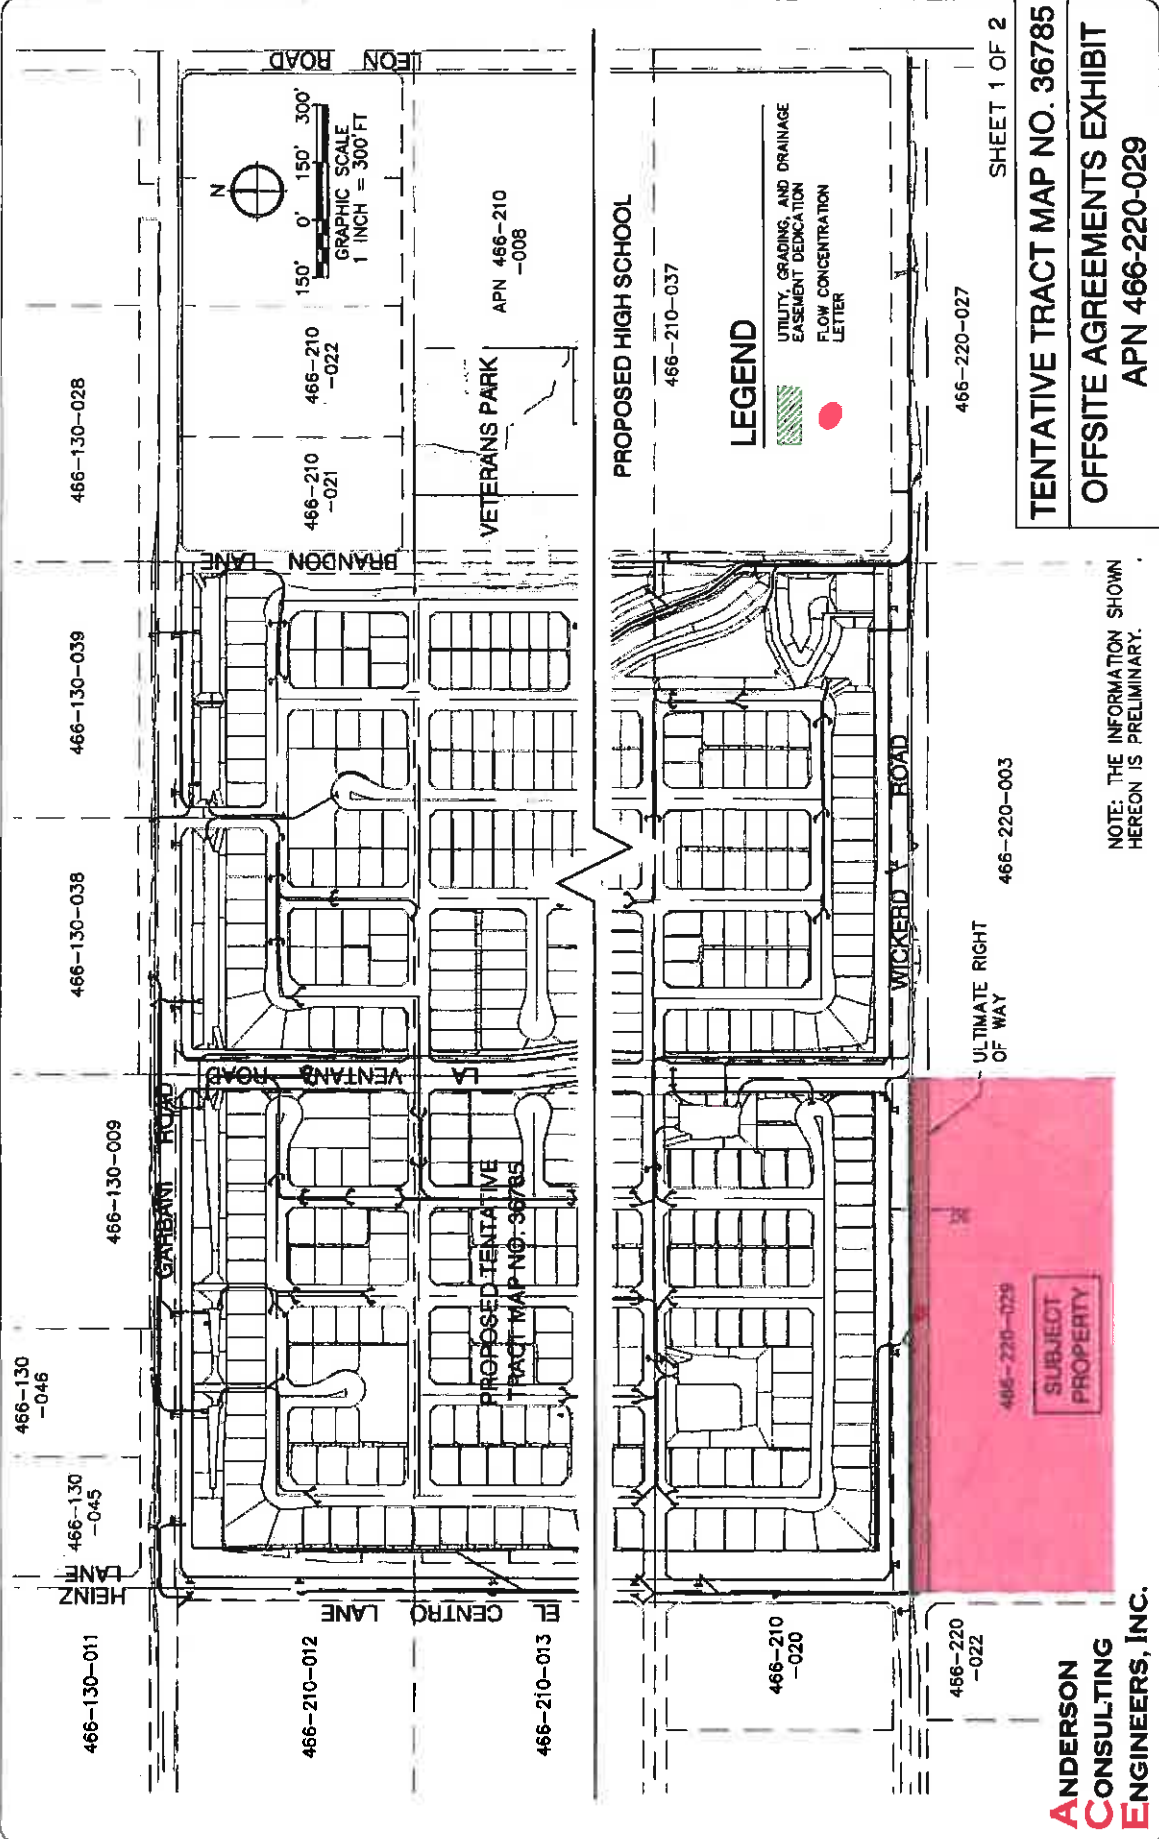 HEINZ
LANE
466-130
-045
466-130
-046
466-130-009
466-130-038
466-130-039
466-130-028
466-130-011
GARBANI ROAD
LEON ROAD
466-210-012
466-210-013
EL CENTRO LANE
LA VENTANA ROAD
BRANDON LANE
PROPOSED TENTATIVE
TRACT MAP NO. 36785
466-210
-021
466-210
-022
N
150' 0' 150' 300'
GRAPHIC SCALE
1 INCH = 300' FT
VETERANS PARK
APN 466-210
-008
PROPOSED HIGH SCHOOL
466-210-037
LEGEND
UTILITY, GRADING, AND DRAINAGE
EASEMENT DEDICATION
FLOW CONCENTRATION
LETTER
466-210
-020
466-220
-022
WICKERD ROAD
ULTIMATE RIGHT
OF WAY
466-220-029
SUBJECT
PROPERTY
466-220-003
466-220-027
NOTE: THE INFORMATION SHOWN
HEREON IS PRELIMINARY.
SHEET 1 OF 2
TENTATIVE TRACT MAP NO. 36785
OFFSITE AGREEMENTS EXHIBIT
APN 466-220-029
ANDERSON
CONSULTING
ENGINEERS, INC.